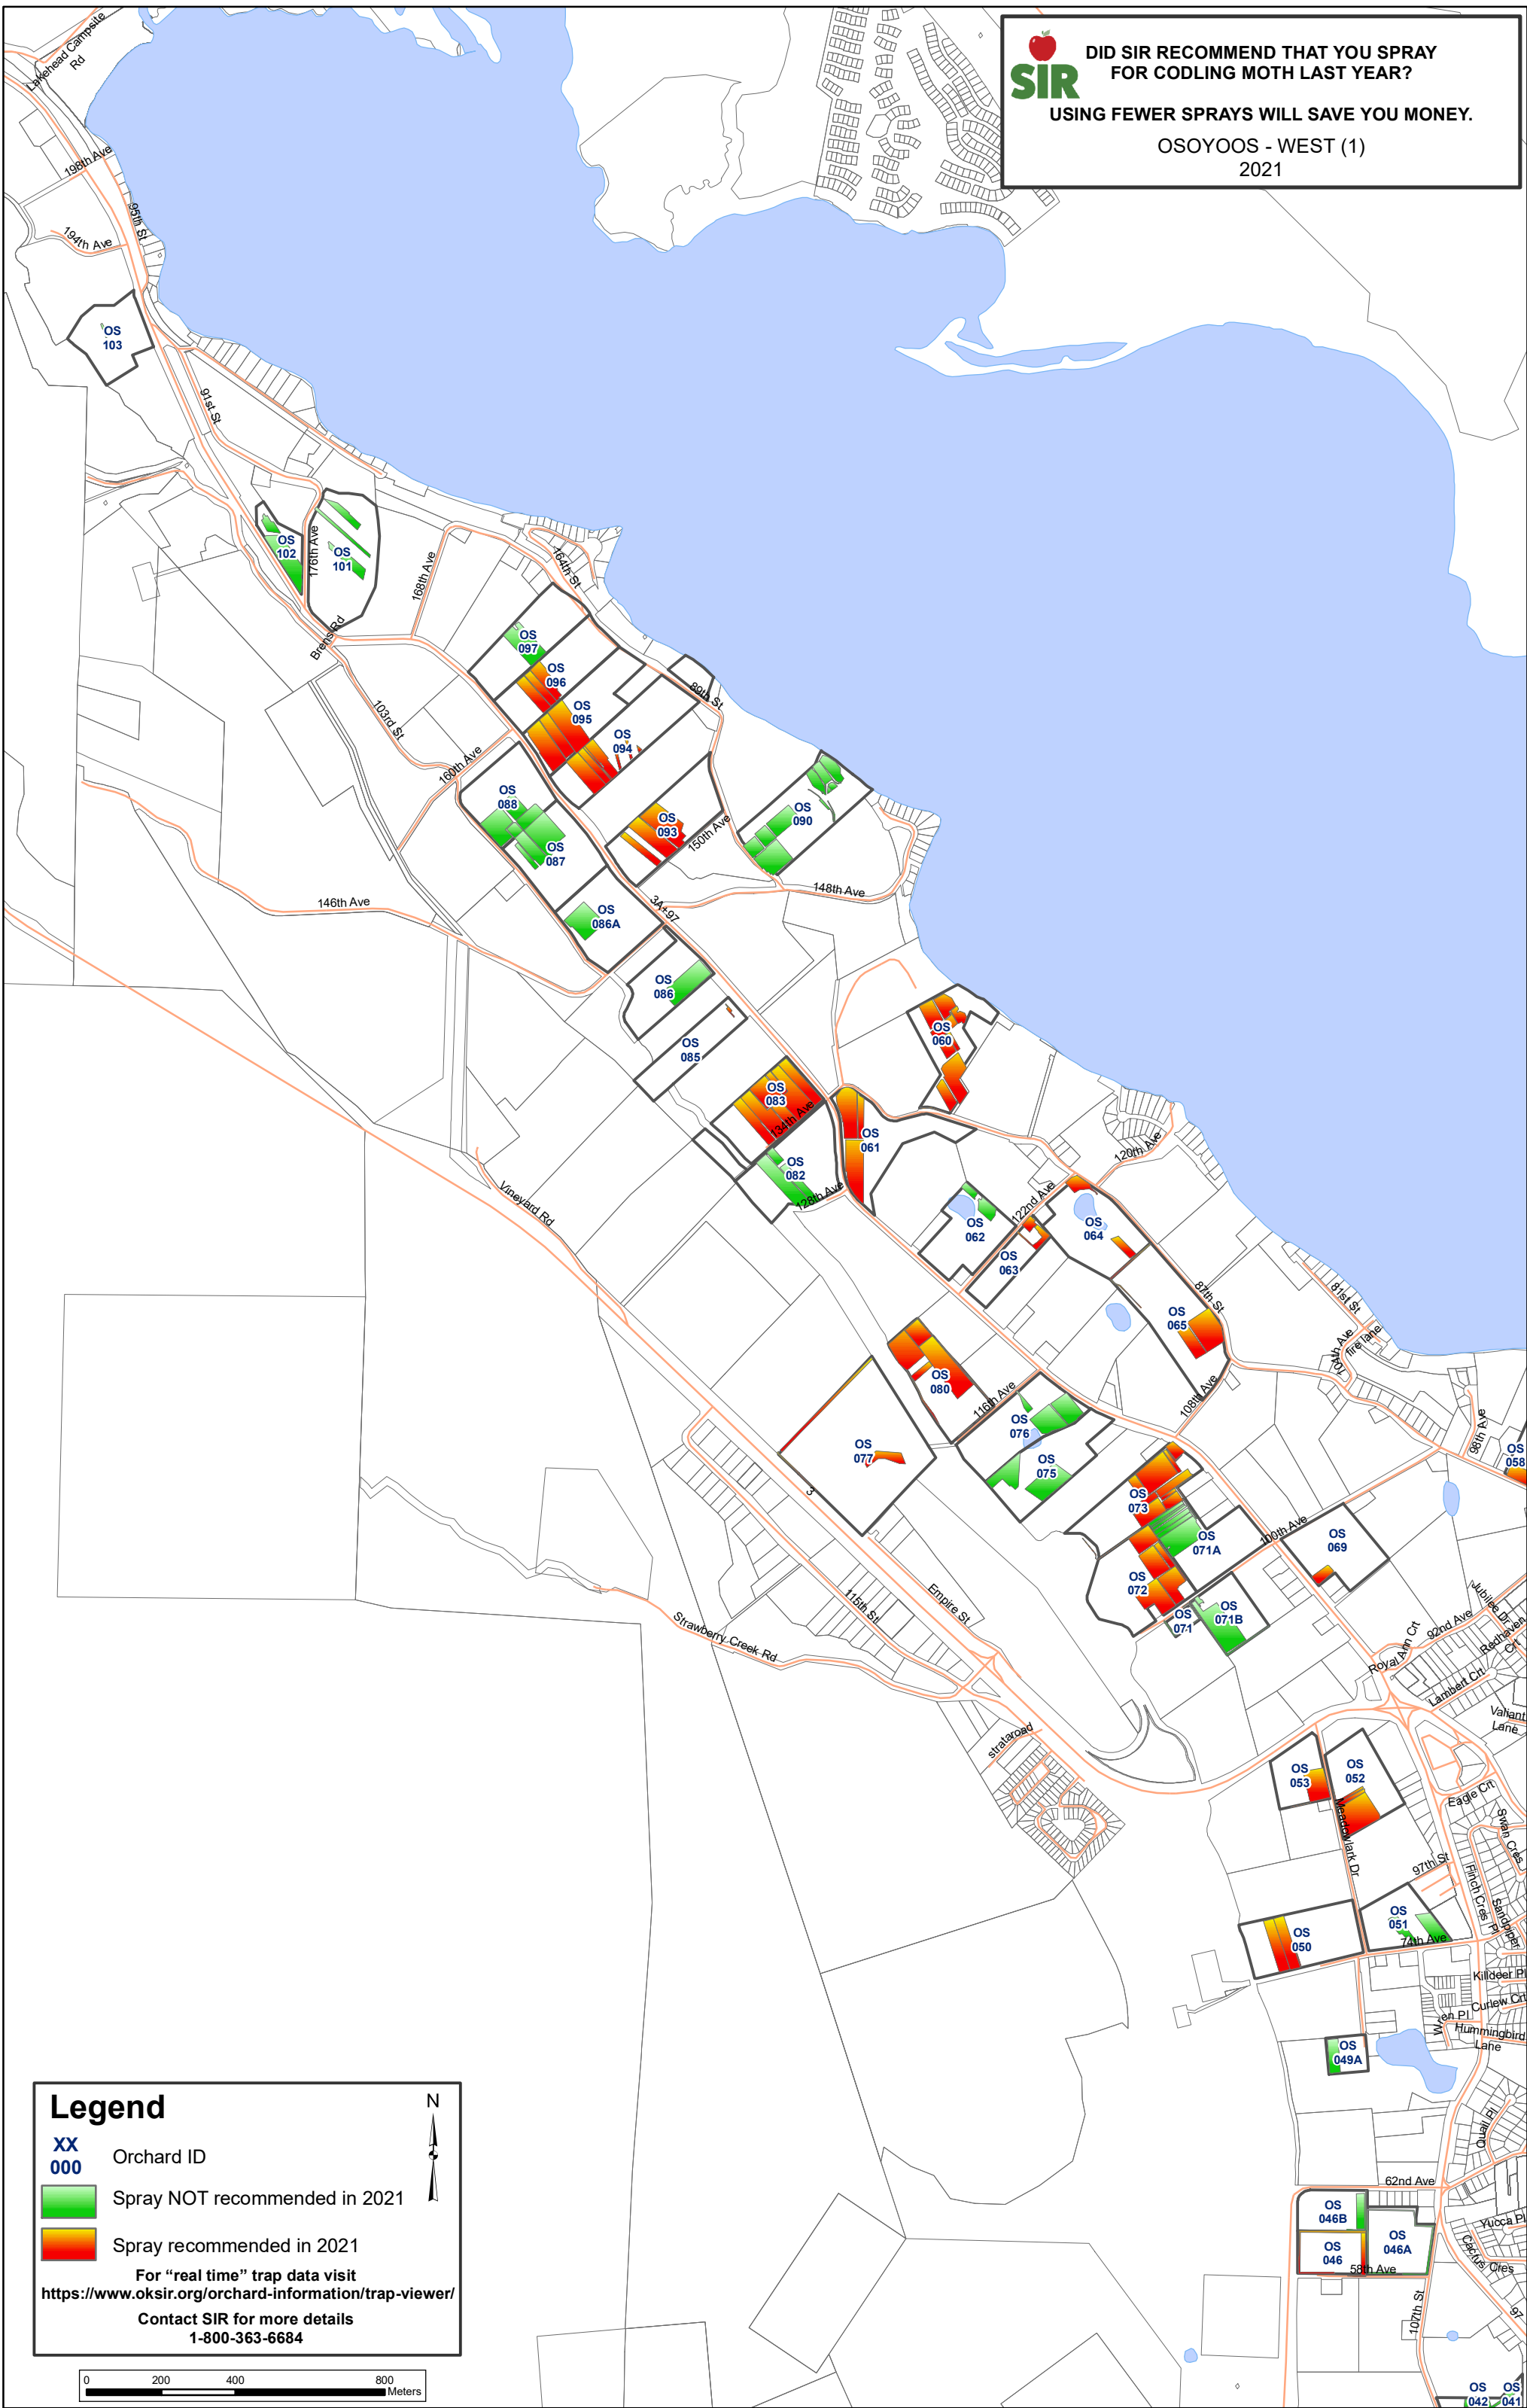 SIR
DID SIR RECOMMEND THAT YOU SPRAY
FOR CODLING MOTH LAST YEAR?
USING FEWER SPRAYS WILL SAVE YOU MONEY.
OSOYOOS - WEST (1)
2021
Lakehead Campsite
Rd
198th Ave
95th St
194th Ave
OS
103
91st St
OS
102
176th Ave
OS
101
168th Ave
164th St
Brens Rd
OS
097
OS
096
89th St
103rd St
OS
095
OS
094
160th Ave
OS
088
OS
093
OS
090
150th Ave
OS
087
148th Ave
146th Ave
3A+97
OS
086A
OS
086
OS
060
OS
085
OS
083
134th Ave
OS
061
120th Ave
OS
082
128th Ave
Vineyard Rd
122nd Ave
OS
062
OS
064
OS
063
87th St
81st St
OS
065
104th Ave
fire lane
OS
080
116th Ave
108th Ave
98th Ave
OS
076
OS
077
OS
075
OS
058
3
OS
073
100th Ave
OS
071A
OS
069
OS
072
OS
071
OS
071B
Empire St
115th St
Strawberry Creek Rd
Jubilee Dr
92nd Ave
Redhaven
Crt
Royal Ann Crt
Lambert Crt
Valiant
Lane
strataroad
OS
053
OS
052
Eagle Crt
Meadowlark Dr
Swan Cres
97th St
Finch Cres
Sandpiper
Pl
OS
051
OS
050
74th Ave
Killdeer Pl
Curlew Crt
Wren Pl
Hummingbird
Lane
OS
049A
Quail Pl
62nd Ave
OS
046B
OS
046A
OS
046
58th Ave
Yucca Pl
Cactus Cres
107th St
97
OS
042
OS
041
Legend
N
XX
000
Orchard ID
Spray NOT recommended in 2021
Spray recommended in 2021
For “real time” trap data visit
https://www.oksir.org/orchard-information/trap-viewer/
Contact SIR for more details
1-800-363-6684
0 200 400 800
Meters